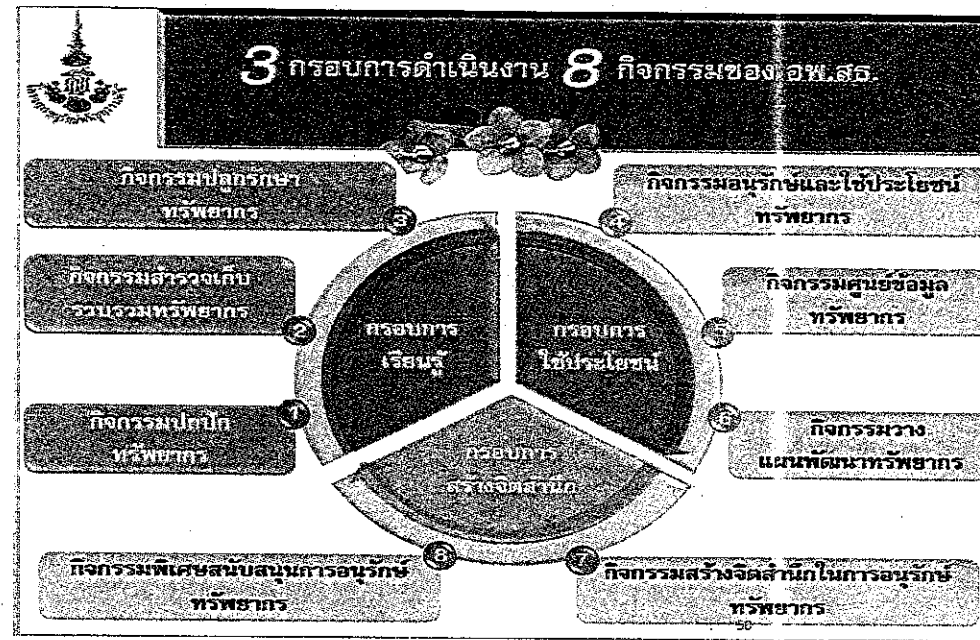 3 กรอบการดำเนินงาน 8 กิจกรรมของ อพ.สธ.
กิจกรรมปลูกรักษา
ทรัพยากร
3
กิจกรรมอนุรักษ์และใช้ประโยชน์
ทรัพยากร
4
กิจกรรมสำรวจเก็บ
รวบรวมทรัพยากร
2
กิจกรรมศูนย์ข้อมูล
ทรัพยากร
5
กรอบการ
เรียนรู้
กรอบการ
ใช้ประโยชน์
กิจกรรมปกปัก
ทรัพยากร
1
กิจกรรมวาง
แผนพัฒนาทรัพยากร
6
กรอบการ
สร้างจิตสำนึก
8
7
กิจกรรมพิเศษสนับสนุนการอนุรักษ์
ทรัพยากร
กิจกรรมสร้างจิตสำนึกในการอนุรักษ์
ทรัพยากร
50